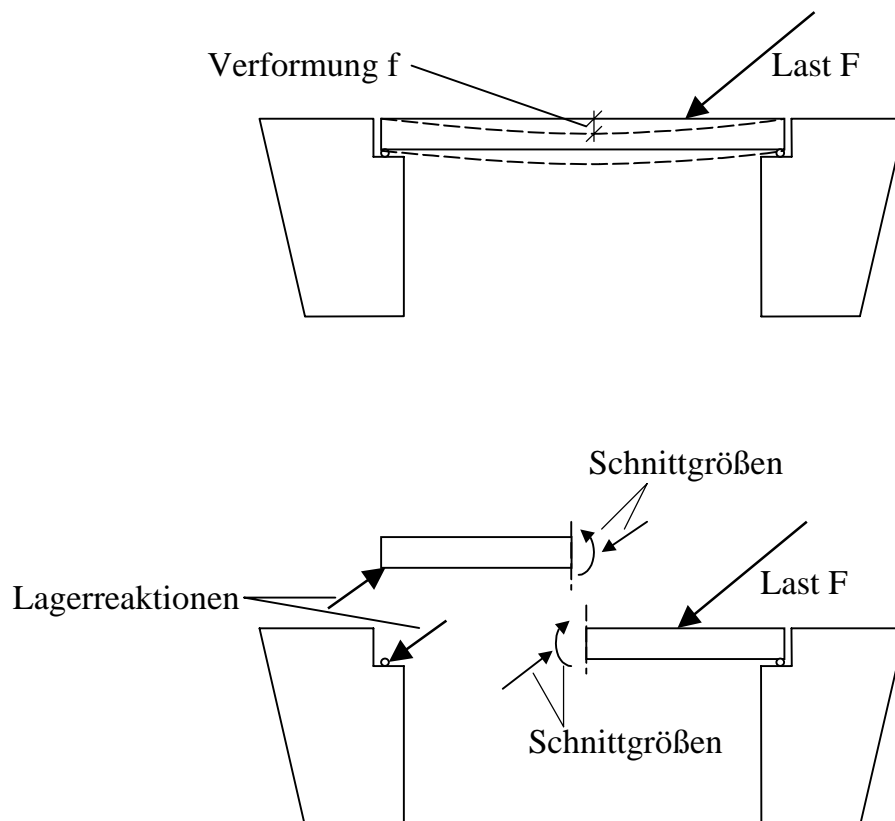 Verformung f
Last F
Schnittgrößen
Last F
Lagerreaktionen
Schnittgrößen